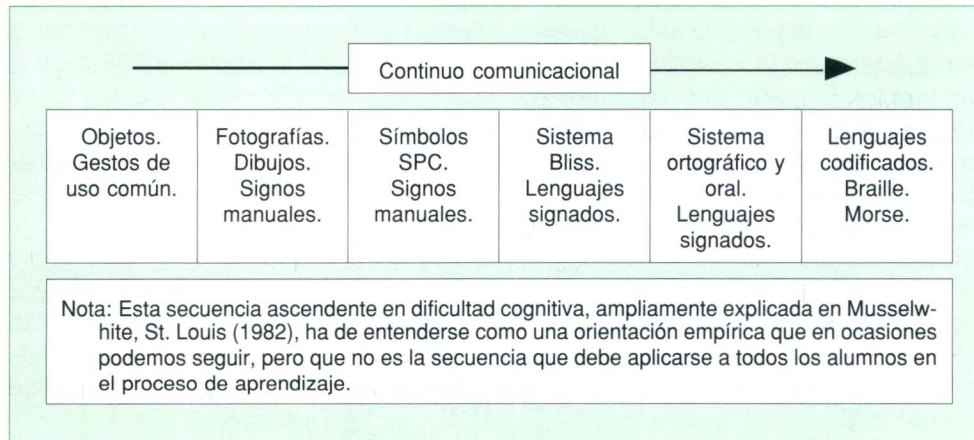 Continuo comunicacional
Objetos.
Gestos de
uso común.
Fotografías.
Dibujos.
Signos
manuales.
Símbolos
SPC.
Signos
manuales.
Sistema
Bliss.
Lenguajes
signados.
Sistema
ortográfico y
oral.
Lenguajes
signados.
Lenguajes
codificados.
Braille.
Morse.
Nota: Esta secuencia ascendente en dificultad cognitiva, ampliamente explicada en Musselw-
hite, St. Louis (1982), ha de entenderse como una orientación empírica que en ocasiones
podemos seguir, pero que no es la secuencia que debe aplicarse a todos los alumnos en
el proceso de aprendizaje.